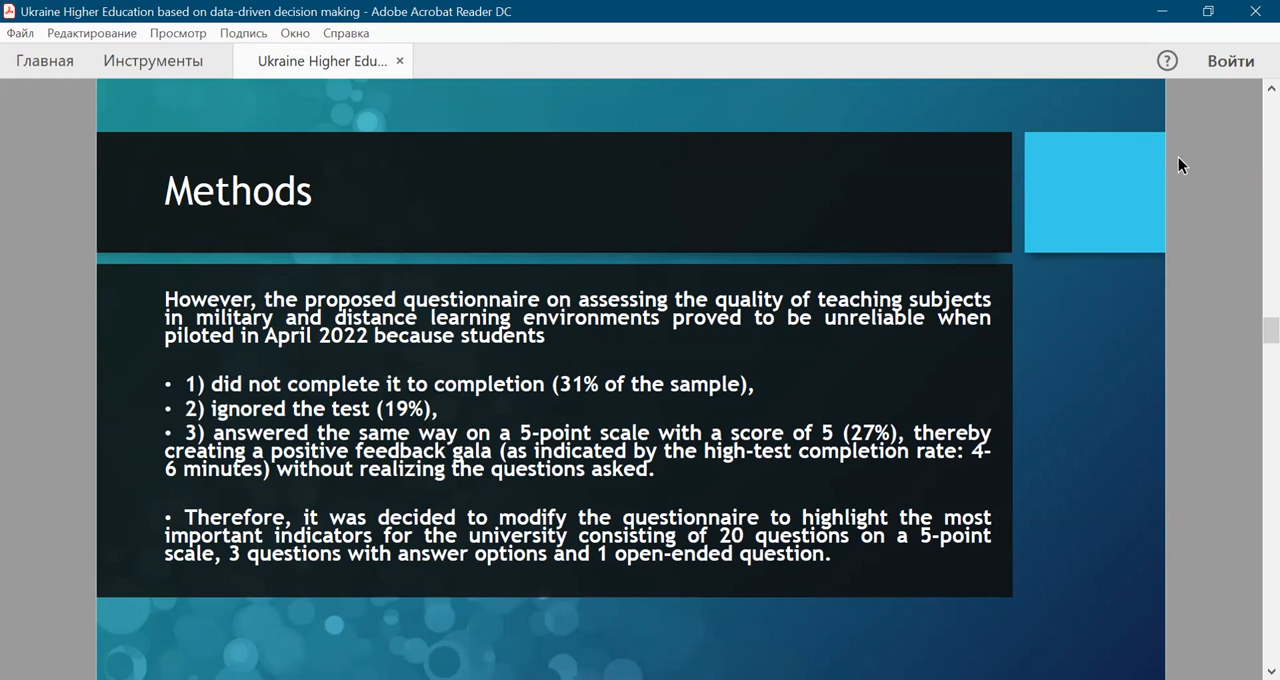 Ukraine Higher Education based on data-driven decision making - Adobe Acrobat Reader DC
Файл Редактирование Просмотр Подпись Окно Справка
Главная Инструменты Ukraine Higher Edu... × ? Войти
Methods
However, the proposed questionnaire on assessing the quality of teaching subjects
in military and distance learning environments proved to be unreliable when
piloted in April 2022 because students
• 1) did not complete it to completion (31% of the sample),
• 2) ignored the test (19%),
• 3) answered the same way on a 5-point scale with a score of 5 (27%), thereby
creating a positive feedback gala (as indicated by the high-test completion rate: 4-
6 minutes) without realizing the questions asked.
• Therefore, it was decided to modify the questionnaire to highlight the most
important indicators for the university consisting of 20 questions on a 5-point
scale, 3 questions with answer options and 1 open-ended question.